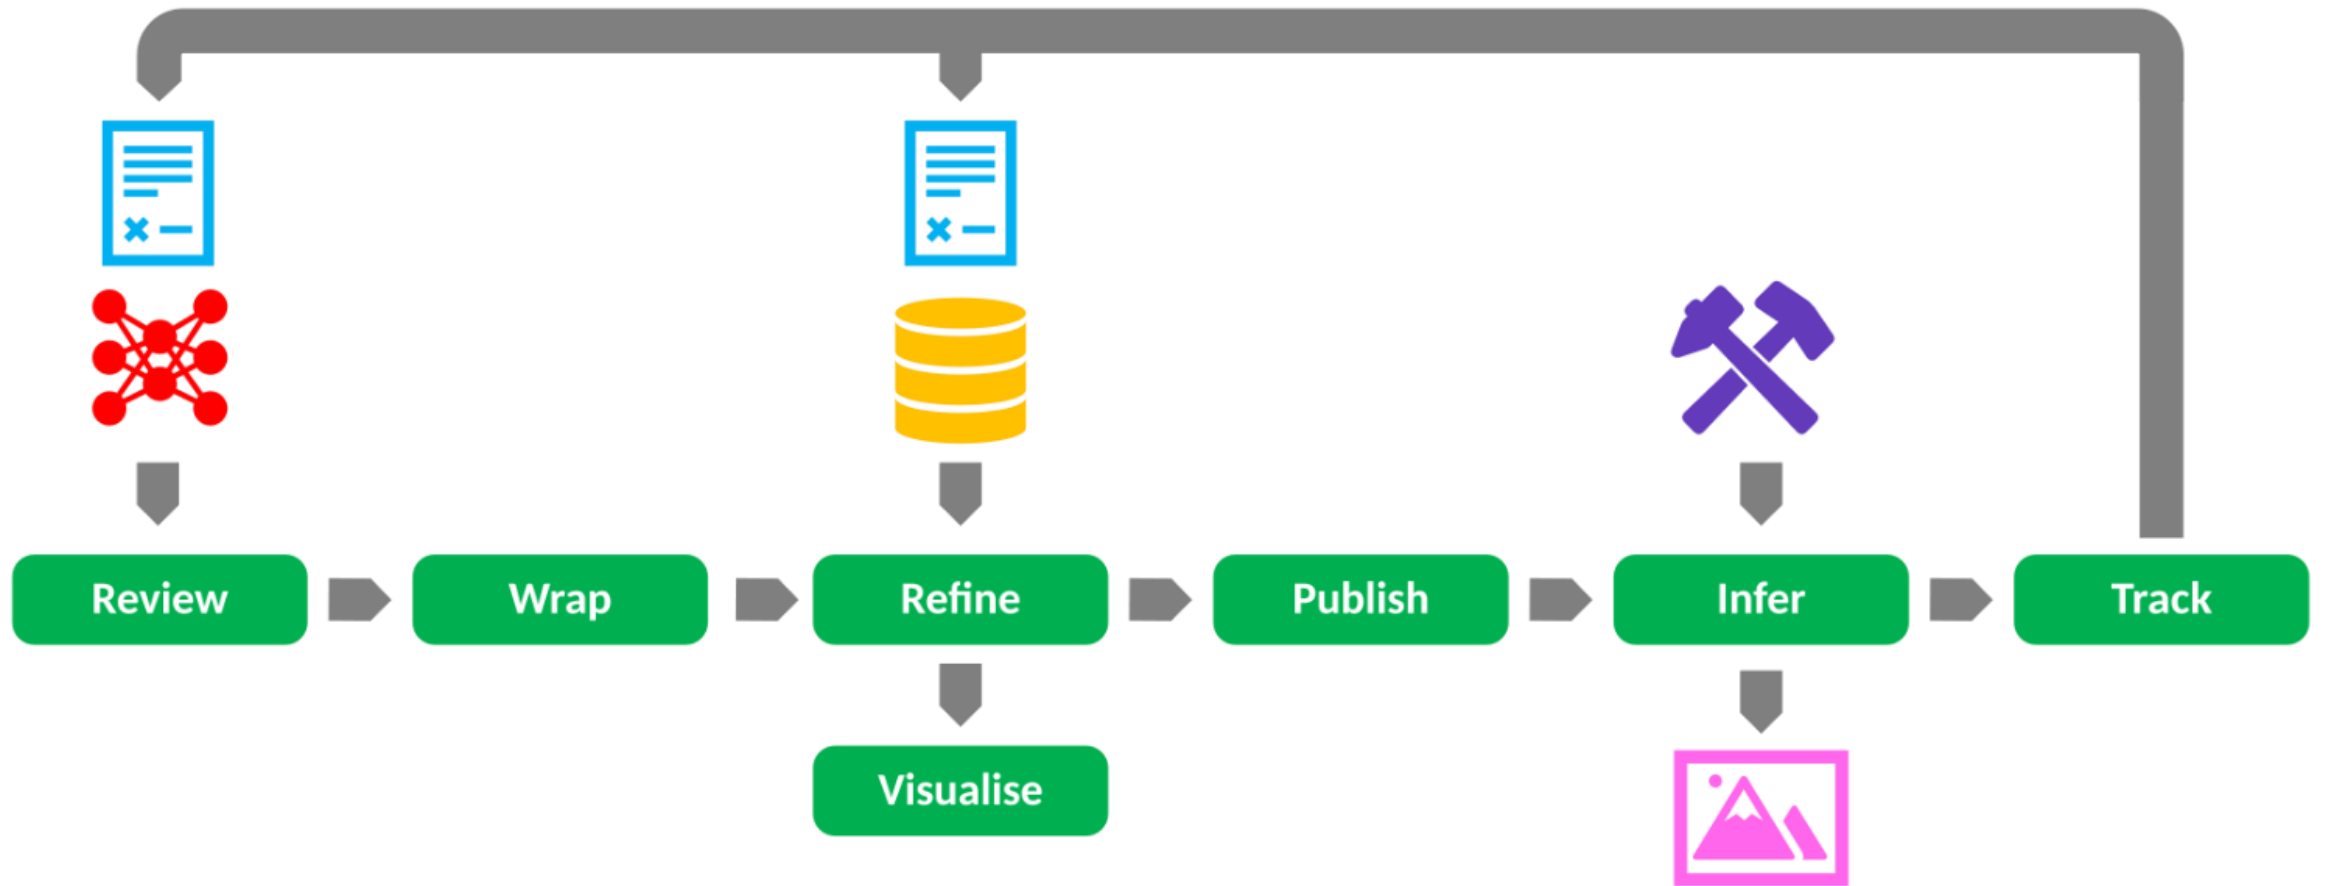 Review
Wrap
Refine
Publish
Infer
Track
Visualise